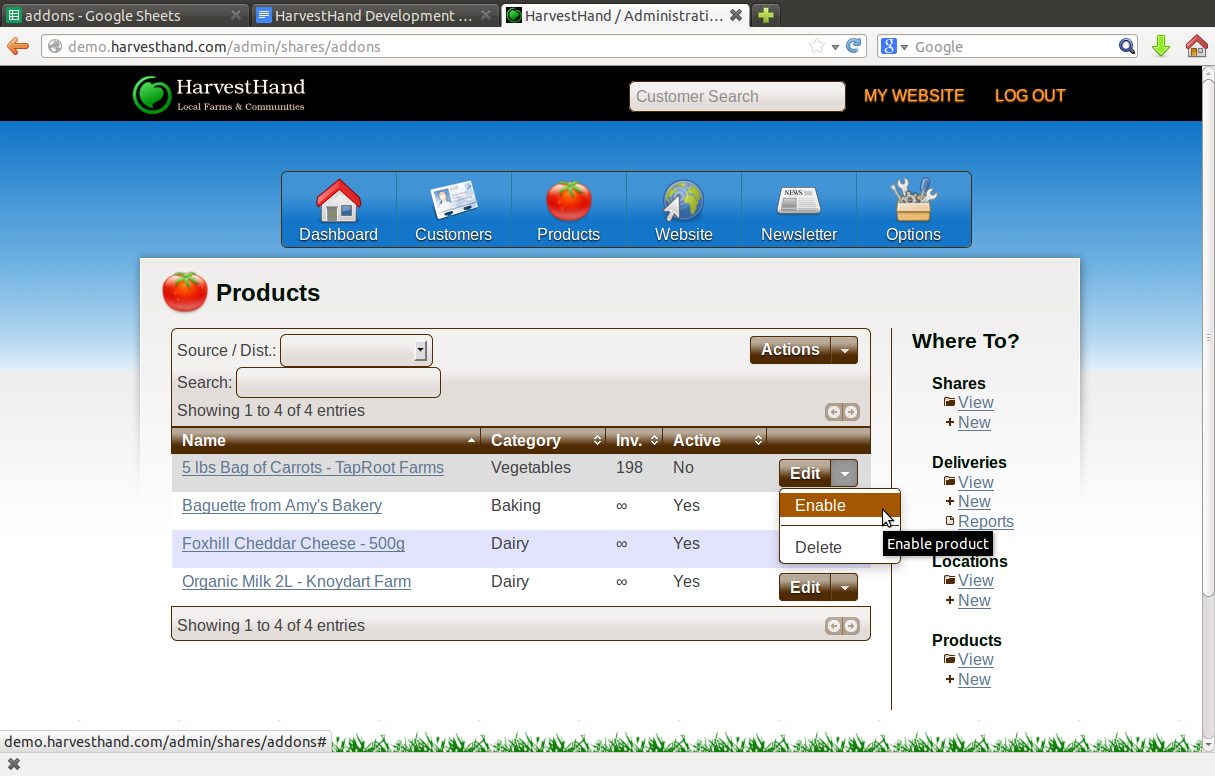 addons - Google Sheets
HarvestHand Development ...
HarvestHand / Administrati...
demo.harvesthand.com/admin/shares/addons
Google
HarvestHand
Local Farms & Communities
Customer Search
MY WEBSITE
LOG OUT
Dashboard
Customers
Products
Website
NEWS
Newsletter
Options
Products
Source / Dist.:
Actions
Search:
Showing 1 to 4 of 4 entries
Name Category Inv. Active
5 lbs Bag of Carrots - TapRoot Farms Vegetables 198 No Edit
Baguette from Amy's Bakery Baking ∞ Yes
Foxhill Cheddar Cheese - 500g Dairy ∞ Yes
Organic Milk 2L - Knoydart Farm Dairy ∞ Yes Edit
Enable
Delete
Enable product
Showing 1 to 4 of 4 entries
Where To?
Shares
View
New
Deliveries
View
New
Reports
Locations
View
New
Products
View
New
demo.harvesthand.com/admin/shares/addons#